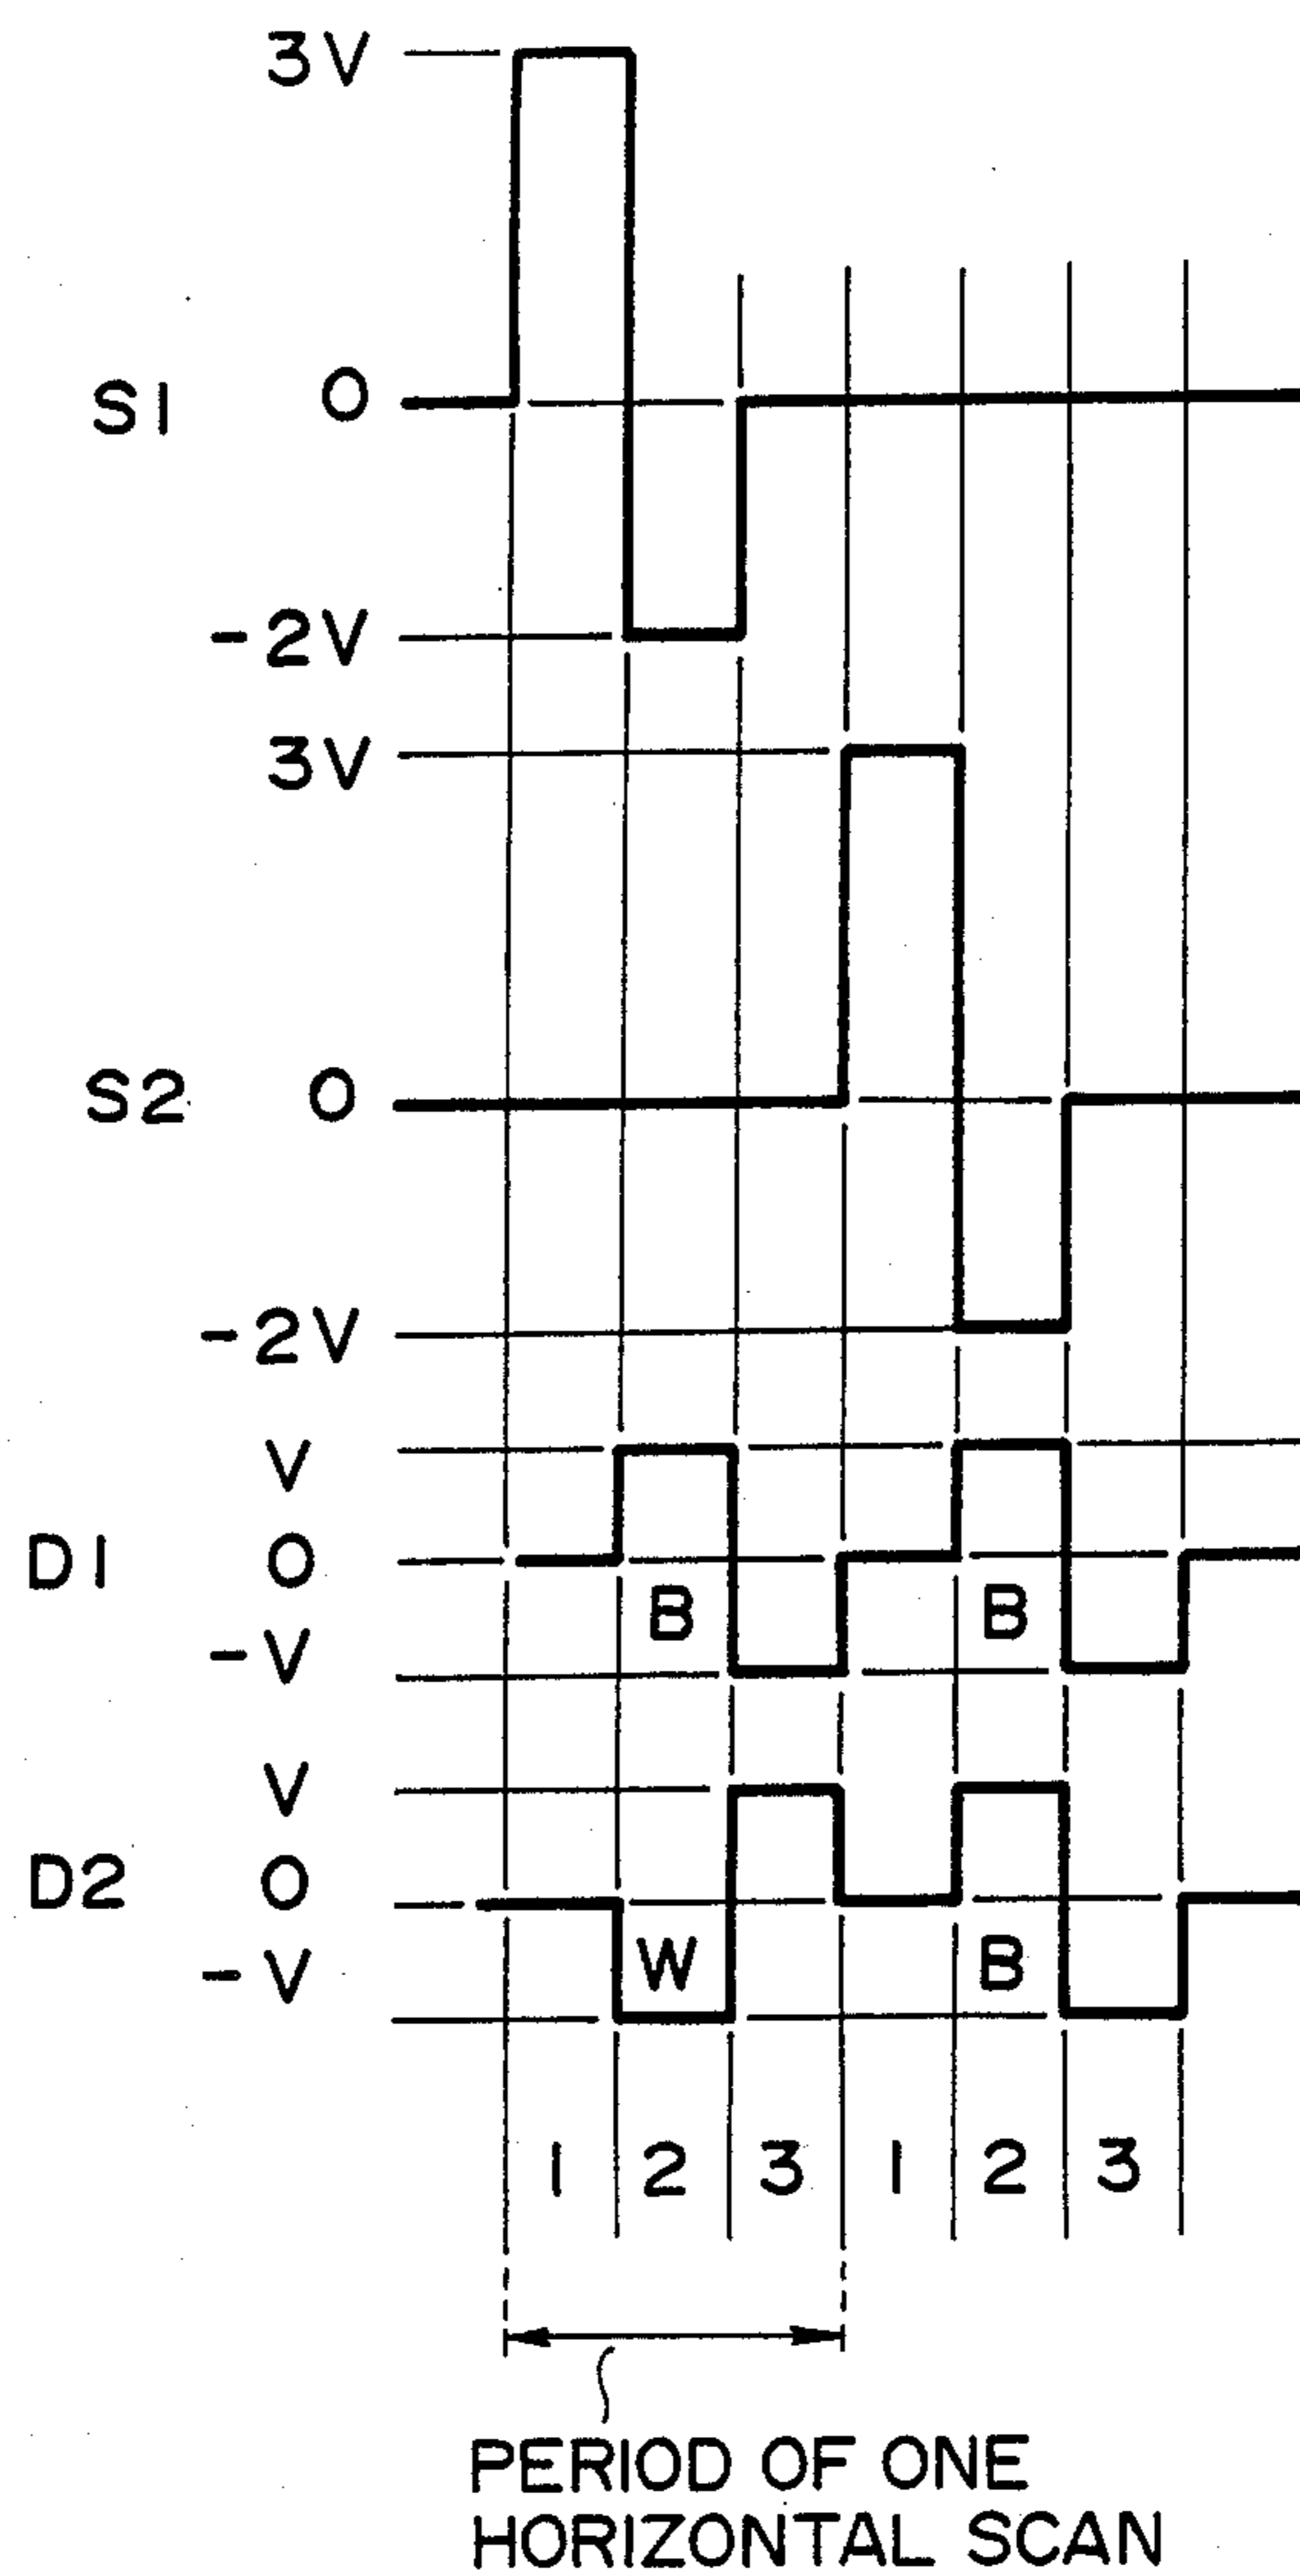 3V
S1 0
-2V
3V
S2 0
-2V
V
D1 0
B B
-V
V
D2 0
W B
-V
1 2 3 1 2 3
PERIOD OF ONE
HORIZONTAL SCAN